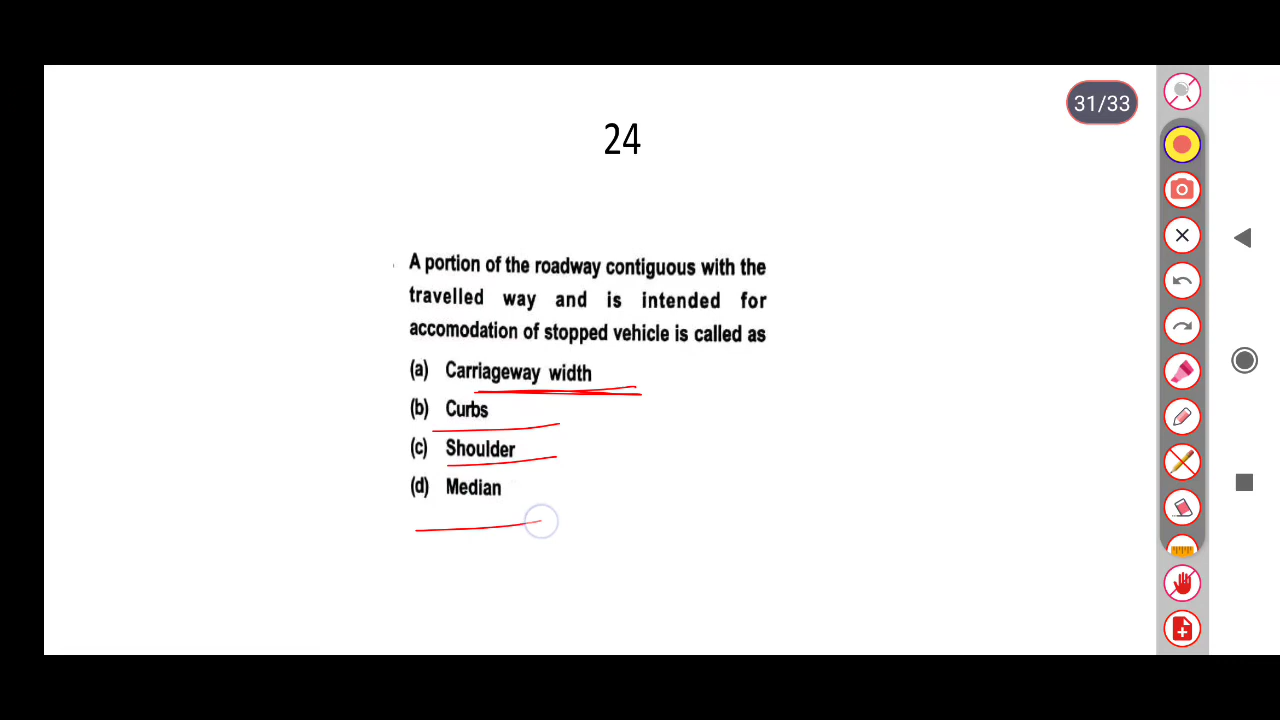 31/33
24
A portion of the roadway contiguous with the
travelled way and is intended for
accomodation of stopped vehicle is called as
(a) Carriageway width
(b) Curbs
(c) Shoulder
(d) Median